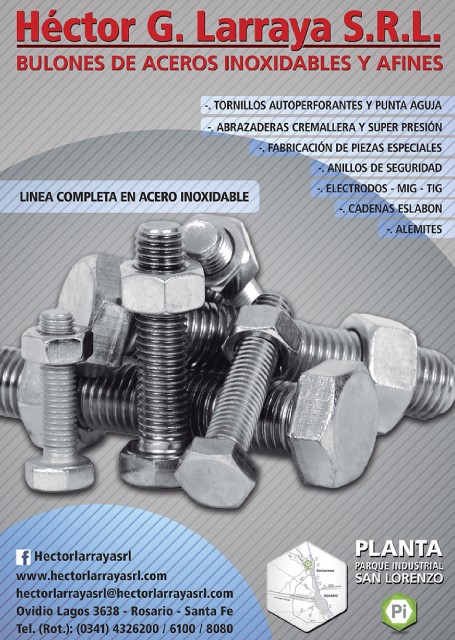 Héctor G. Larraya S.R.L.
BULONES DE ACEROS INOXIDABLES Y AFINES
-. TORNILLOS AUTOPERFORANTES Y PUNTA AGUJA
-. ABRAZADERAS CREMALLERA Y SUPER PRESIÓN
-. FABRICACIÓN DE PIEZAS ESPECIALES
-. ANILLOS DE SEGURIDAD
-. ELECTRODOS - MIG - TIG
-. CADENAS ESLABON
-. ALEMITES
LINEA COMPLETA EN ACERO INOXIDABLE
Hectorlarrayasrl
www.hectorlarrayasrl.com
hectorlarrayasrl@hectorlarrayasrl.com
Ovidio Lagos 3638 - Rosario - Santa Fe
Tel. (Rot.): (0341) 4326200 / 6100 / 8080
ROSARIO
PLANTA
PARQUE INDUSTRIAL
SAN LORENZO
Pi